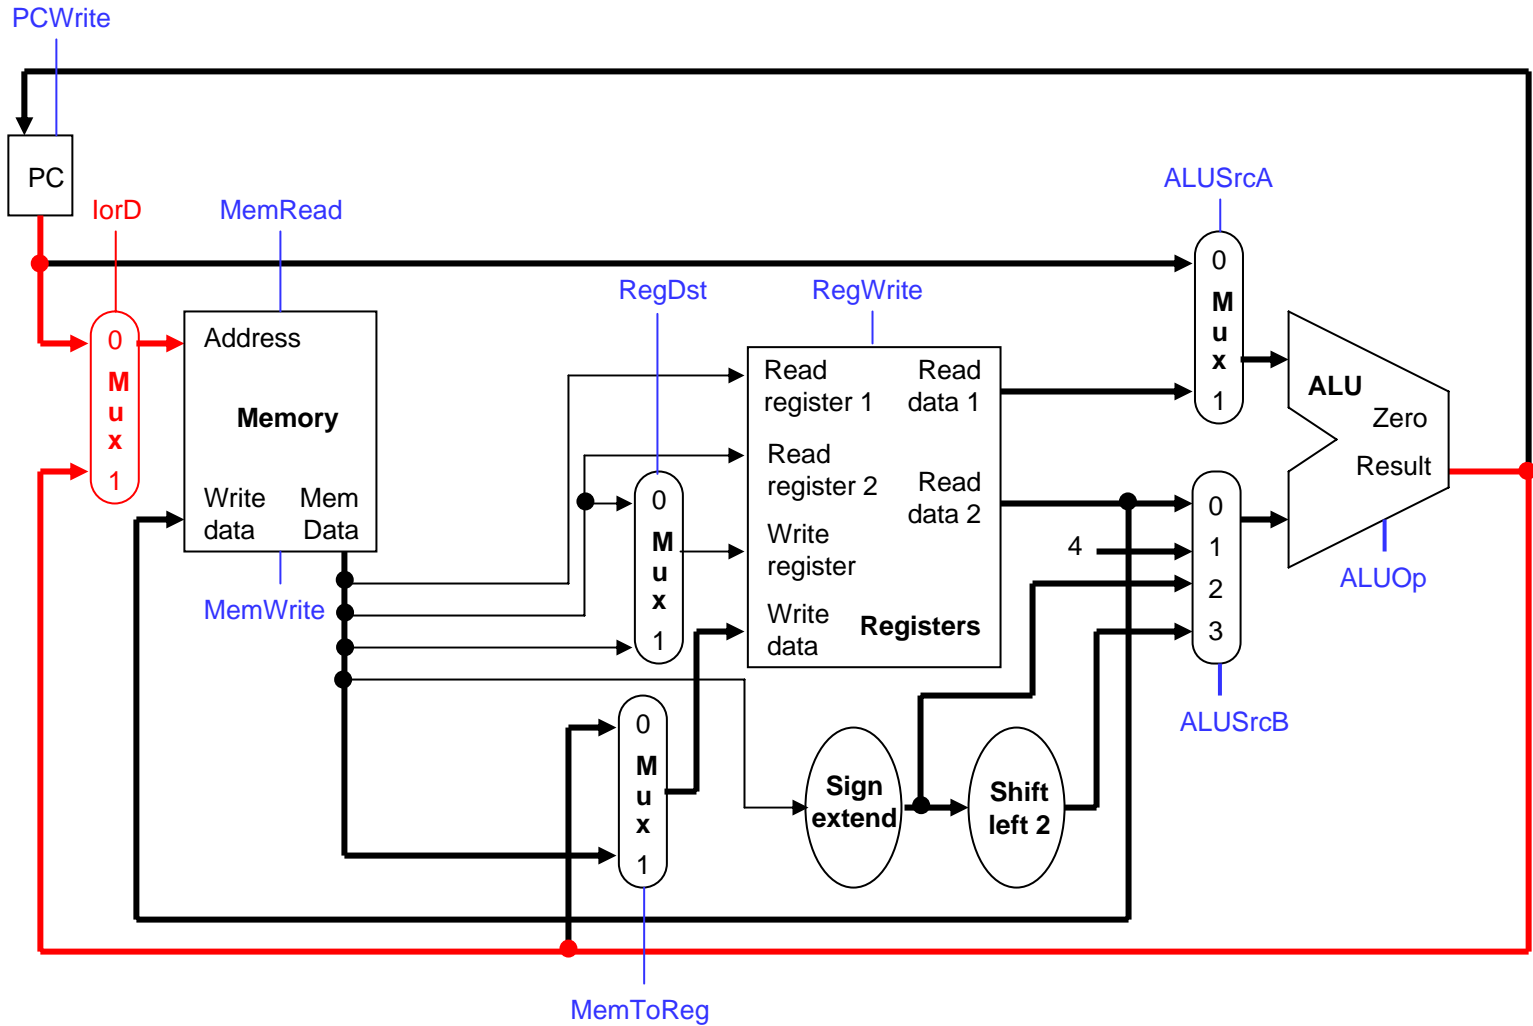 PCWrite
PC
IorD
MemRead
ALUSrcA
RegDst
RegWrite
0
M
u
x
1
Address
Memory
Write
data
Mem
Data
MemWrite
0
M
u
x
1
Read
register 1
Read
data 1
Read
register 2
Read
data 2
Write
register
Write
data
Registers
0
M
u
x
1
0
M
u
x
1
MemToReg
Sign
extend
Shift
left 2
4
0
1
2
3
ALUSrcB
ALU
Zero
Result
ALUOp